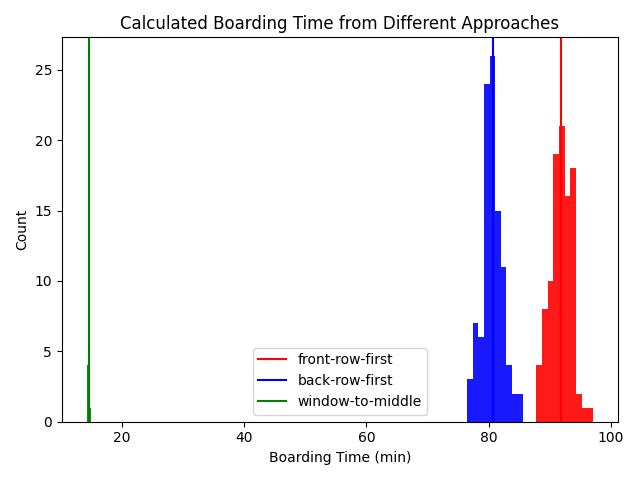 Calculated Boarding Time from Different Approaches
Count
25
20
15
10
5
0
front-row-first
back-row-first
window-to-middle
20 40 60 80 100
Boarding Time (min)